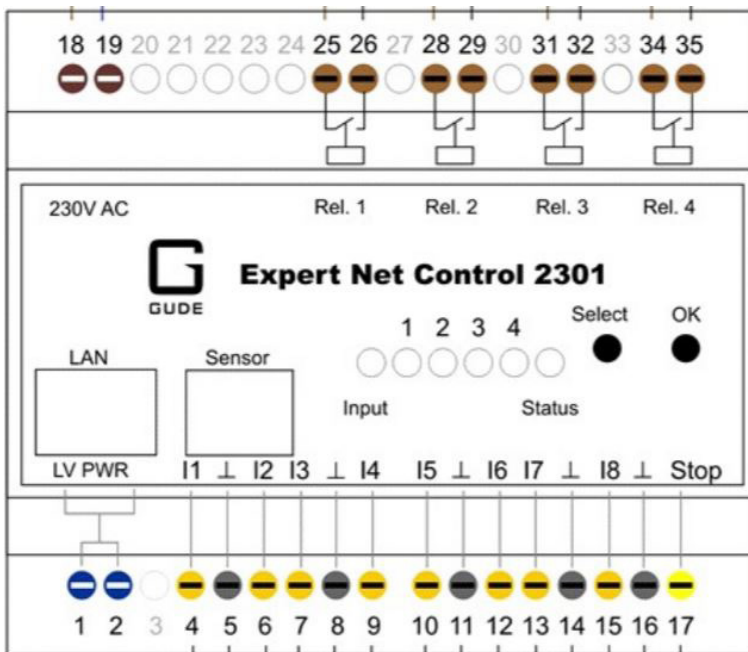 18 19 20 21 22 23 24 25 26 27 28 29 30 31 32 33 34 35
230V AC Rel. 1 Rel. 2 Rel. 3 Rel. 4
GUDE
Expert Net Control 2301
Select OK
1 2 3 4
LAN Sensor
Input Status
LV PWR I1 ⊥ I2 I3 ⊥ I4 I5 ⊥ I6 I7 ⊥ I8 ⊥ Stop
1 2 3 4 5 6 7 8 9 10 11 12 13 14 15 16 17